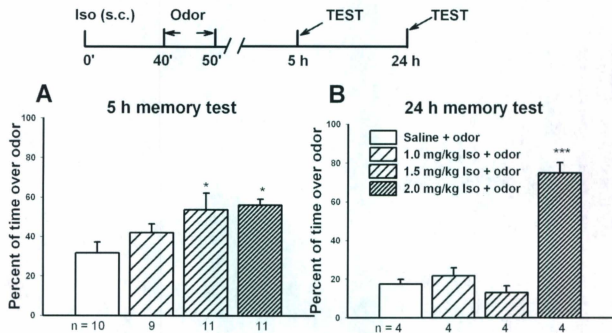 Iso (s.c.) Odor TEST TEST
0' 40' 50' 5 h 24 h
A 5 h memory test
Percent of time over odor
100
80
60
40
20
0
* *
n = 10 9 11 11
B 24 h memory test
Percent of time over odor
100
80
60
40
20
0
Saline + odor
1.0 mg/kg Iso + odor
1.5 mg/kg Iso + odor
2.0 mg/kg Iso + odor
***
n = 4 4 4 4